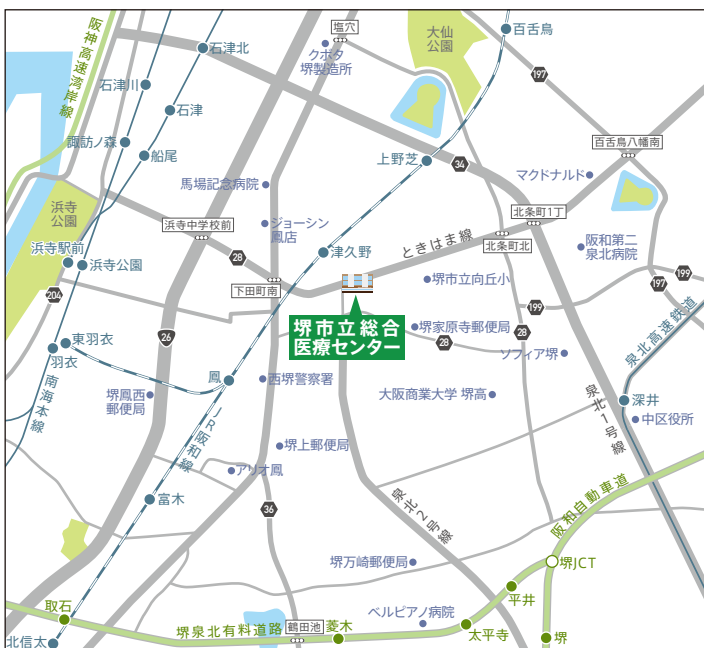 阪神高速湾岸線
石津北
塩穴
クボタ
堺製造所
大仙
公園
百舌鳥
石津川
197
石津
諏訪ノ森
船尾
百舌鳥八幡南
上野芝
34
マクドナルド
馬場記念病院
浜寺
公園
浜寺中学校前
ジョーシン
鳳店
北条町1丁
ときはま線
北条町北
阪和第二
泉北病院
浜寺駅前
浜寺公園
28
津久野
下田町南
堺市立向丘小
199
197
204
199
堺市立総合
医療センター
堺家原寺郵便局
28
28
26
東羽衣
羽衣
ソフィア堺
泉北高速鉄道
南海本線
堺鳳西
郵便局
鳳
西堺警察署
大阪商業大学 堺高
深井
中区役所
泉北1号線
JR阪和線
堺上郵便局
アリオ鳳
富木
36
泉北2号線
阪和自動車道
堺万崎郵便局
堺JCT
取石
平井
ベルピアノ病院
堺泉北有料道路
鶴田池
菱木
太平寺
堺
北信太